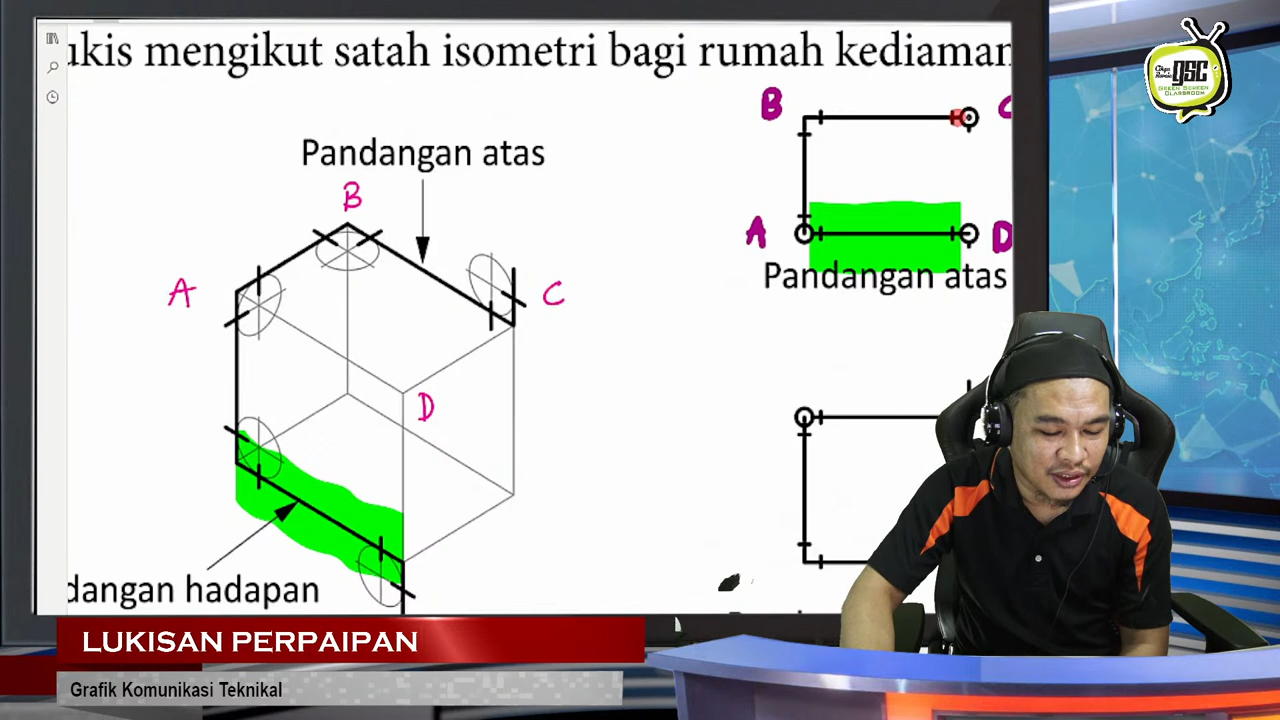 ukis mengikut satah isometri bagi rumah kediaman
Pandangan atas
B
A
C
D
dangan hadapan
B
C
A
D
Pandangan atas
GSC
GREEN SCREEN
CLASSROOM
LUKISAN PERPAIPAN
Grafik Komunikasi Teknikal